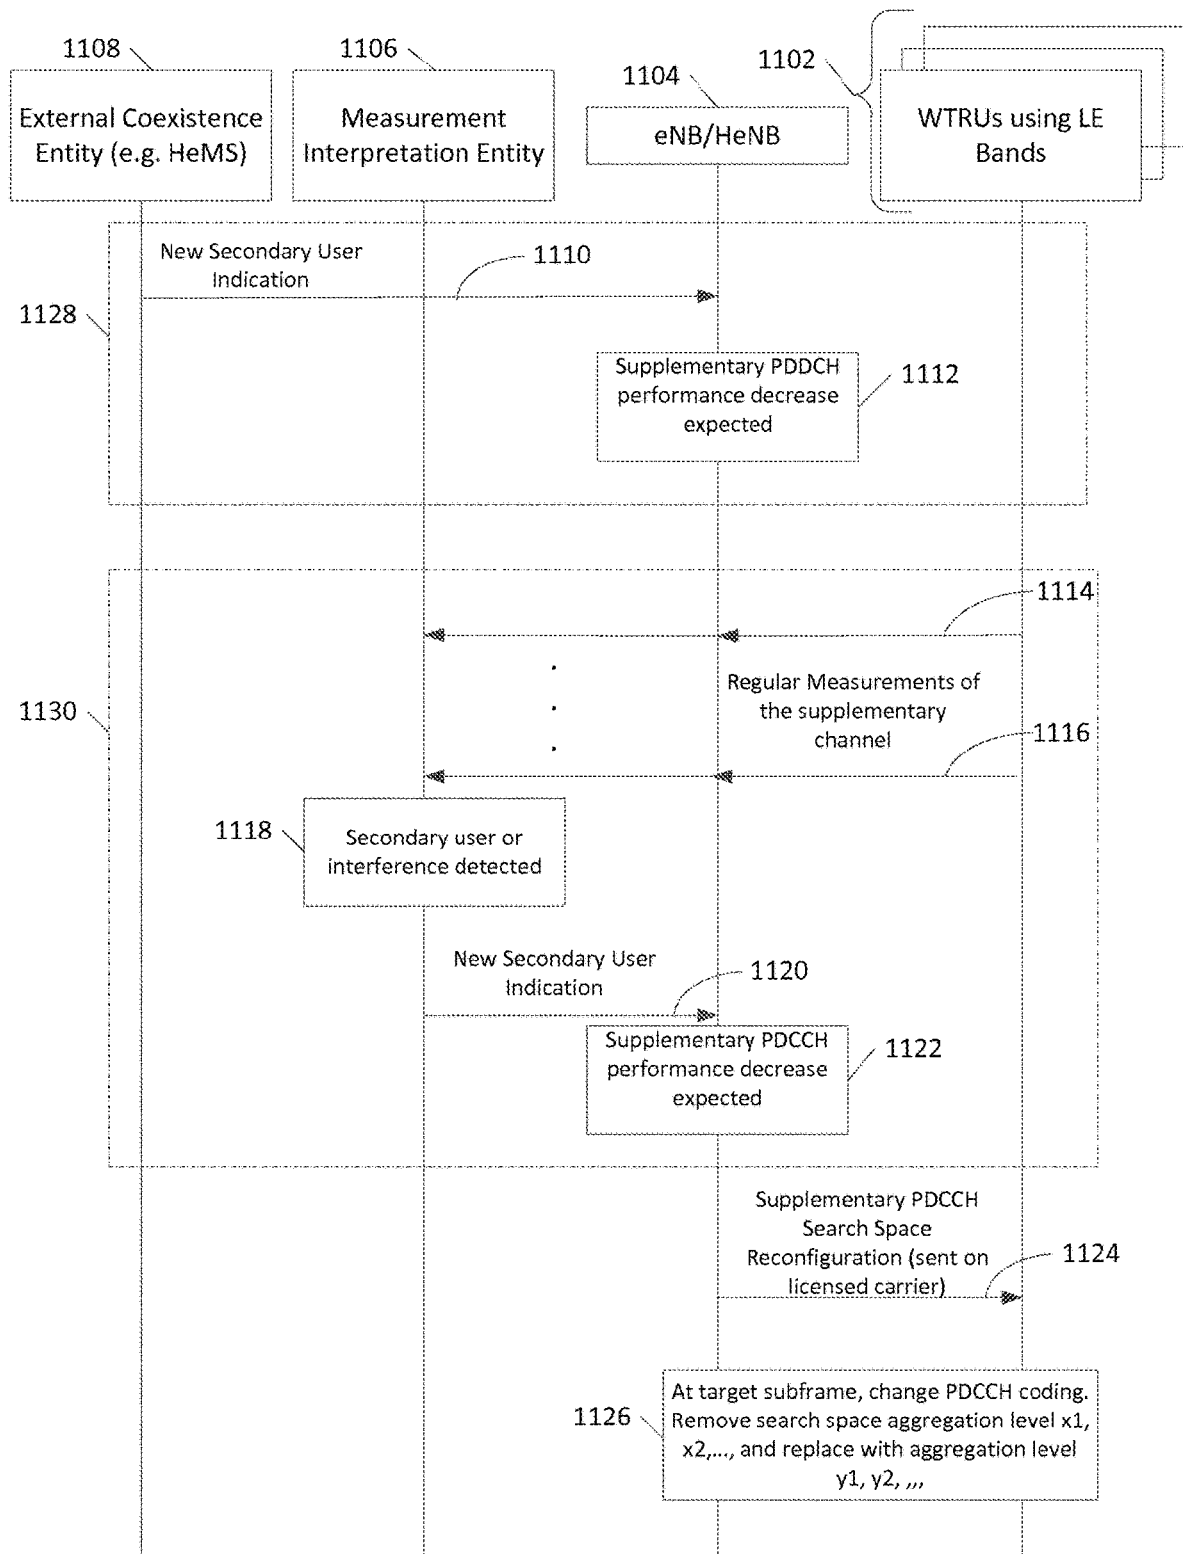 1108
1106
1104
1102
External Coexistence
Entity (e.g. HeMS)
Measurement
Interpretation Entity
eNB/HeNB
WTRUs using LE
Bands
New Secondary User
Indication
1110
1128
Supplementary PDDCH
performance decrease
expected
1112
1114
Regular Measurements of
the supplementary
channel
1116
1130
.
.
.
1118
Secondary user or
interference detected
New Secondary User
Indication
1120
Supplementary PDCCH
performance decrease
expected
1122
Supplementary PDCCH
Search Space
Reconfiguration (sent on
licensed carrier)
1124
1126
At target subframe, change PDCCH coding.
Remove search space aggregation level x1,
x2,..., and replace with aggregation level
y1, y2, ,,,